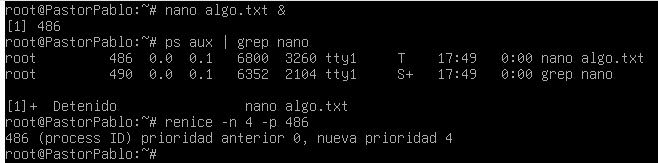 root@PastorPablo:~# nano algo.txt &
[1] 486
root@PastorPablo:~# ps aux | grep nano
root         486  0.0  0.1   6800  3260 tty1     T    17:49   0:00 nano algo.txt
root         490  0.0  0.1   6352  2104 tty1     S+   17:49   0:00 grep nano
[1]+  Detenido                nano algo.txt
root@PastorPablo:~# renice -n 4 -p 486
486 (process ID) prioridad anterior 0, nueva prioridad 4
root@PastorPablo:~#